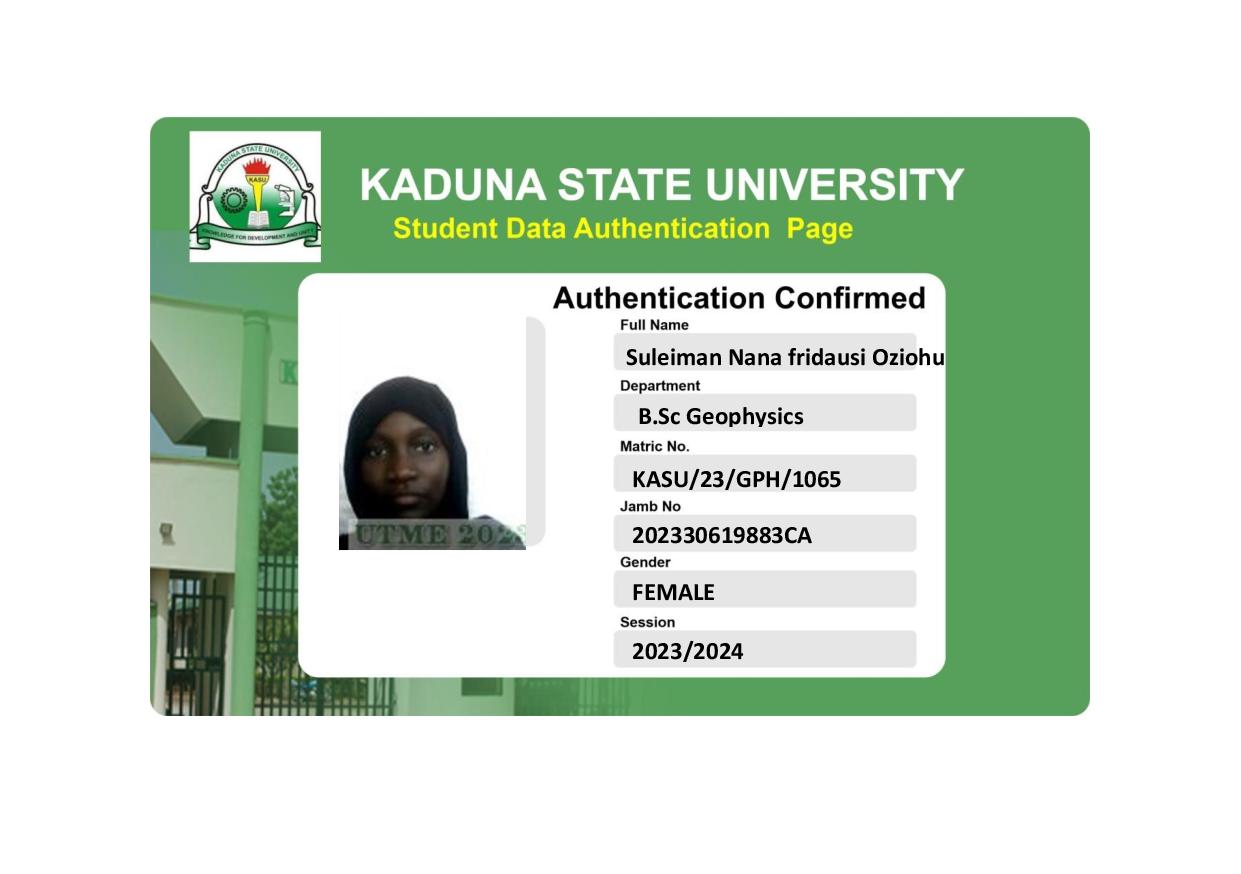 KADUNA STATE UNIVERSITY
KASU
KNOWLEDGE FOR DEVELOPMENT AND UNITY
KADUNA STATE UNIVERSITY
Student Data Authentication Page
Authentication Confirmed
Full Name
Suleiman Nana fridausi Oziohu
Department
B.Sc Geophysics
Matric No.
KASU/23/GPH/1065
Jamb No
202330619883CA
Gender
FEMALE
Session
2023/2024
UTME 2023
K